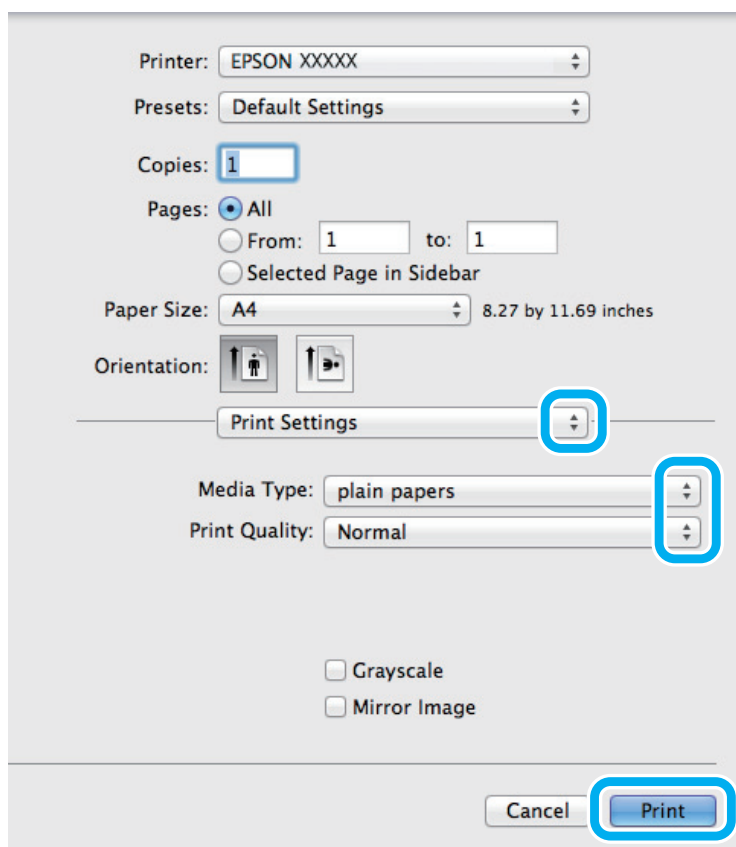 Printer: EPSON XXXXX
Presets: Default Settings
Copies: 1
Pages: All
From: 1 to: 1
Selected Page in Sidebar
Paper Size: A4 8.27 by 11.69 inches
Orientation:
Print Settings
Media Type: plain papers
Print Quality: Normal
Grayscale
Mirror Image
Cancel Print